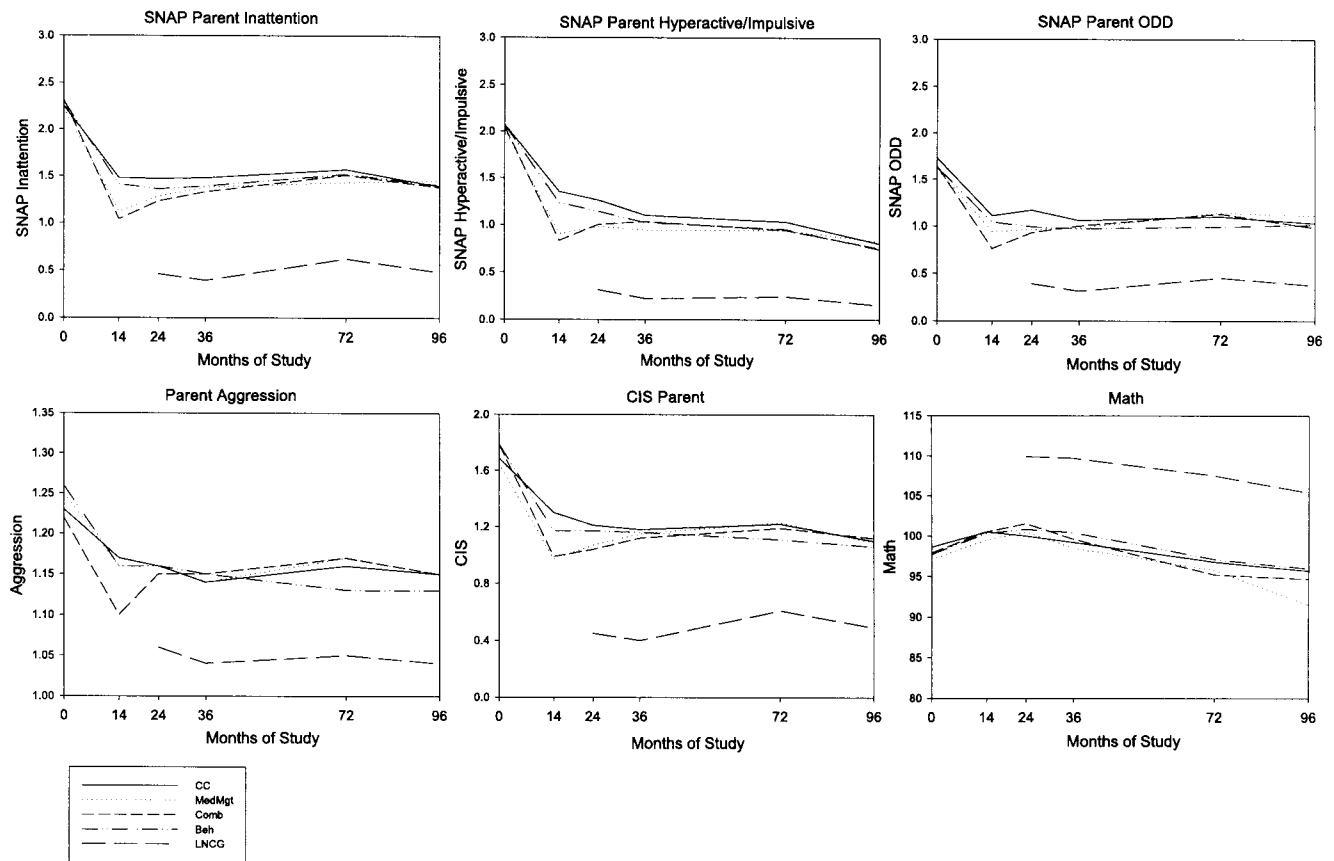 SNAP Parent Inattention
SNAP Inattention
3.0
2.5
2.0
1.5
1.0
0.5
0.0
0 14 24 36 72 96
Months of Study
SNAP Parent Hyperactive/Impulsive
SNAP Hyperactive/Impulsive
3.0
2.5
2.0
1.5
1.0
0.5
0.0
0 14 24 36 72 96
Months of Study
SNAP Parent ODD
SNAP ODD
3.0
2.5
2.0
1.5
1.0
0.5
0.0
0 14 24 36 72 96
Months of Study
Parent Aggression
Aggression
1.35
1.30
1.25
1.20
1.15
1.10
1.05
1.00
0 14 24 36 72 96
Months of Study
CIS Parent
CIS
2.0
1.6
1.2
0.8
0.4
0.0
0 14 24 36 72 96
Months of Study
Math
Math
115
110
105
100
95
90
85
80
0 14 24 36 72 96
Months of Study
CC
MedMgt
Comb
Beh
LNCG